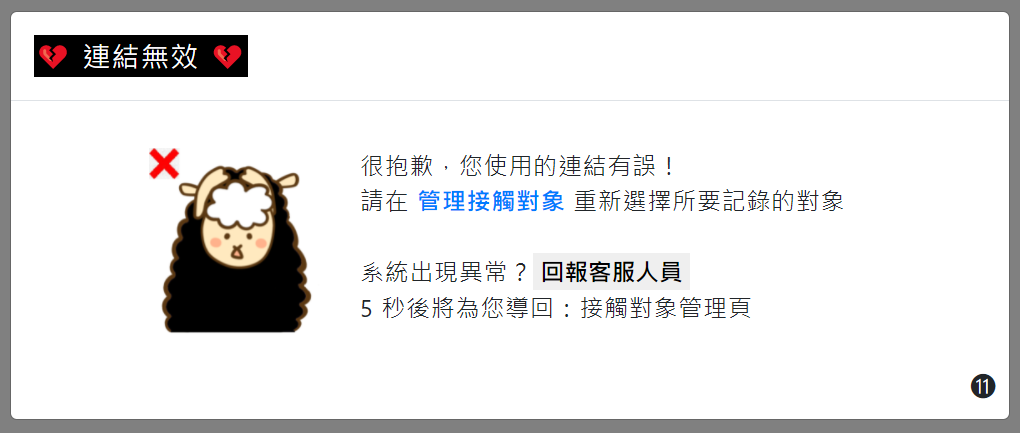 連結無效
很抱歉，您使用的連結有誤！
請在 管理接觸對象 重新選擇所要記錄的對象
系統出現異常？ 回報客服人員
5 秒後將為您導回：接觸對象管理頁
11